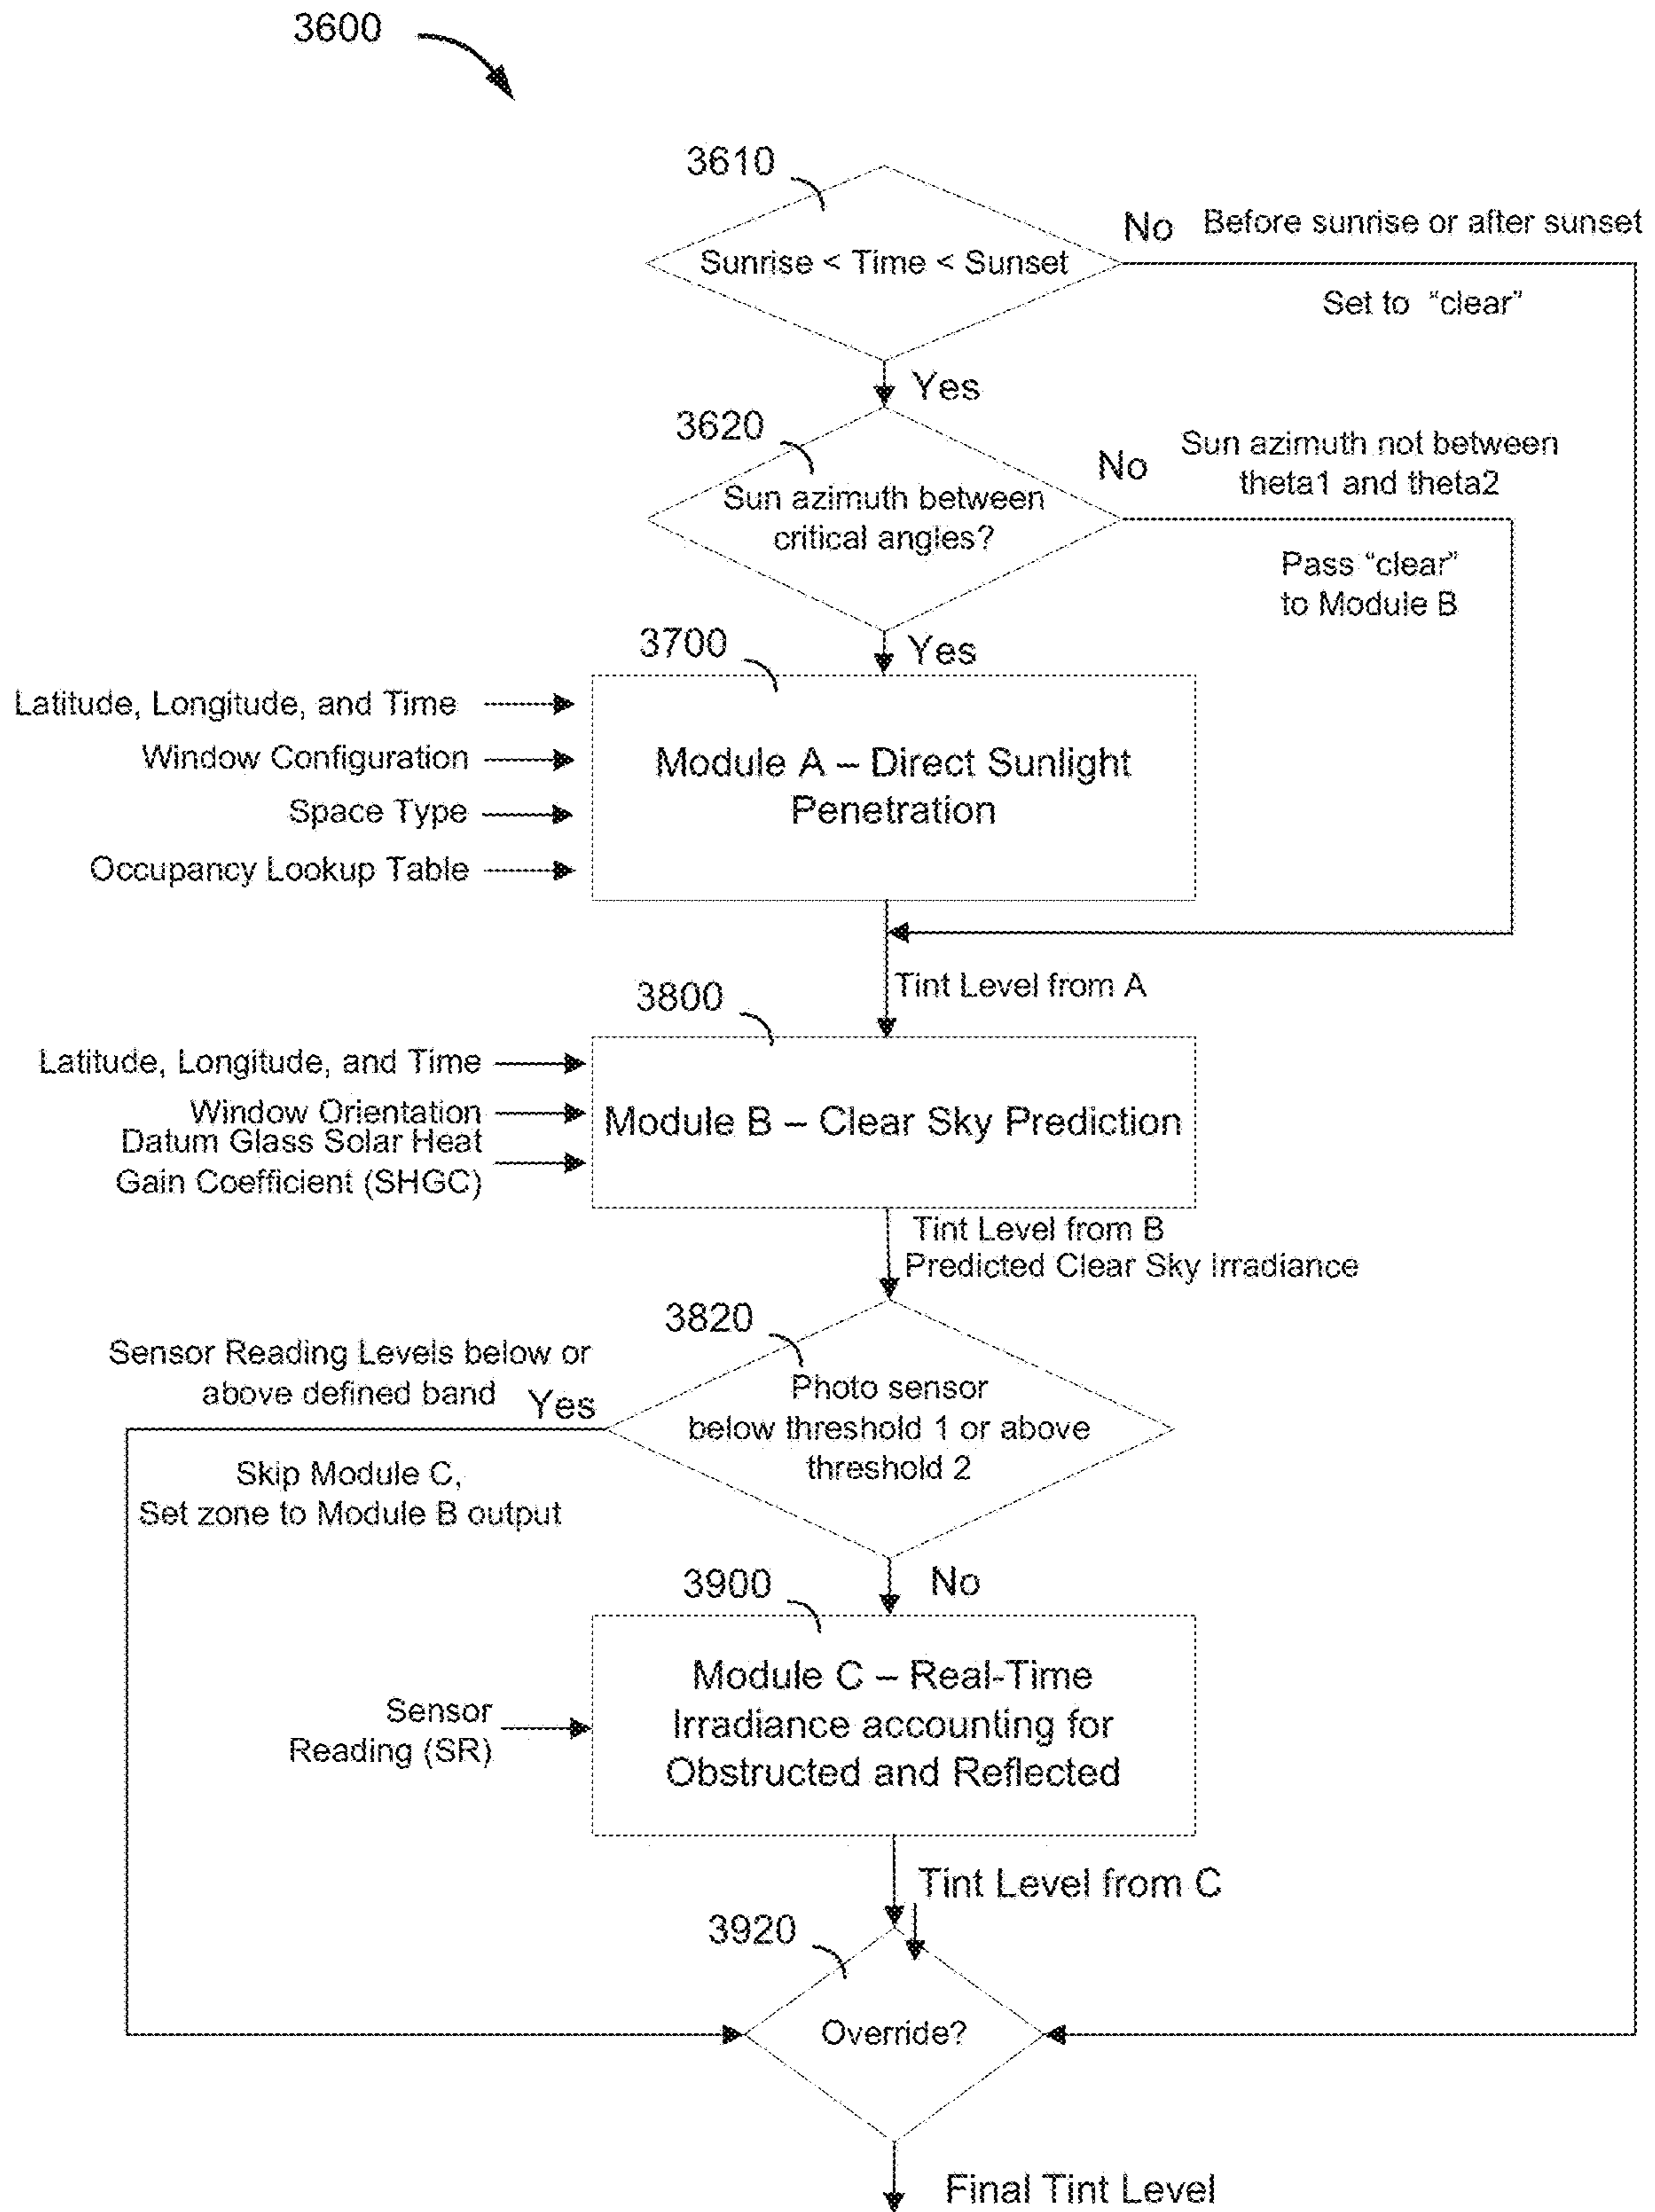 3600
3610
Sunrise < Time < Sunset
No
Before sunrise or after sunset
Set to "clear"
Yes
3620
Sun azimuth between
critical angles?
No
Sun azimuth not between
theta1 and theta2
Pass "clear"
to Module B
Yes
3700
Latitude, Longitude, and Time
Window Configuration
Space Type
Occupancy Lookup Table
Module A – Direct Sunlight
Penetration
Tint Level from A
3800
Latitude, Longitude, and Time
Window Orientation
Datum Glass Solar Heat
Gain Coefficient (SHGC)
Module B – Clear Sky Prediction
Tint Level from B
Predicted Clear Sky Irradiance
3820
Photo sensor
below threshold 1 or above
threshold 2
Sensor Reading Levels below or
above defined band
Yes
Skip Module C,
Set zone to Module B output
No
3900
Sensor
Reading (SR)
Module C – Real-Time
Irradiance accounting for
Obstructed and Reflected
Tint Level from C
3920
Override?
Final Tint Level